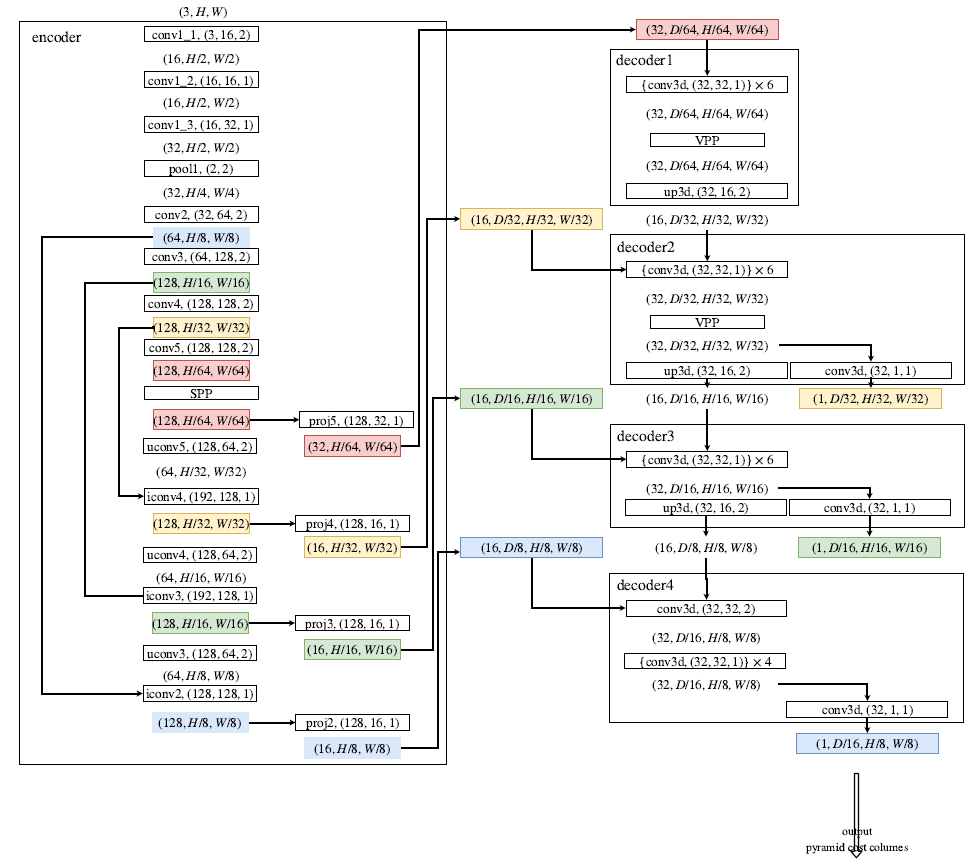 (3, H, W)
encoder
conv1_1, (3, 16, 2)
(16, H/2, W/2)
conv1_2, (16, 16, 1)
(16, H/2, W/2)
conv1_3, (16, 32, 1)
(32, H/2, W/2)
pool1, (2, 2)
(32, H/4, W/4)
conv2, (32, 64, 2)
(64, H/8, W/8)
conv3, (64, 128, 2)
(128, H/16, W/16)
conv4, (128, 128, 2)
(128, H/32, W/32)
conv5, (128, 128, 2)
(128, H/64, W/64)
SPP
(128, H/64, W/64)
proj5, (128, 32, 1)
(32, H/64, W/64)
uconv5, (128, 64, 2)
(64, H/32, W/32)
iconv4, (192, 128, 1)
(128, H/32, W/32)
proj4, (128, 16, 1)
(16, H/32, W/32)
uconv4, (128, 64, 2)
(64, H/16, W/16)
iconv3, (192, 128, 1)
(128, H/16, W/16)
proj3, (128, 16, 1)
(16, H/16, W/16)
uconv3, (128, 64, 2)
(64, H/8, W/8)
iconv2, (128, 128, 1)
(128, H/8, W/8)
proj2, (128, 16, 1)
(16, H/8, W/8)
(32, D/64, H/64, W/64)
decoder1
{conv3d, (32, 32, 1)} × 6
(32, D/64, H/64, W/64)
VPP
(32, D/64, H/64, W/64)
up3d, (32, 16, 2)
(16, D/32, H/32, W/32)
(16, D/32, H/32, W/32)
decoder2
{conv3d, (32, 32, 1)} × 6
(32, D/32, H/32, W/32)
VPP
(32, D/32, H/32, W/32)
up3d, (32, 16, 2)
conv3d, (32, 1, 1)
(16, D/16, H/16, W/16)
(16, D/16, H/16, W/16)
(1, D/32, H/32, W/32)
decoder3
{conv3d, (32, 32, 1)} × 6
(32, D/16, H/16, W/16)
up3d, (32, 16, 2)
conv3d, (32, 1, 1)
(16, D/8, H/8, W/8)
(16, D/8, H/8, W/8)
(1, D/16, H/16, W/16)
decoder4
conv3d, (32, 32, 2)
(32, D/16, H/8, W/8)
{conv3d, (32, 32, 1)} × 4
(32, D/16, H/8, W/8)
conv3d, (32, 1, 1)
(1, D/16, H/8, W/8)
output
pyramid cost columes